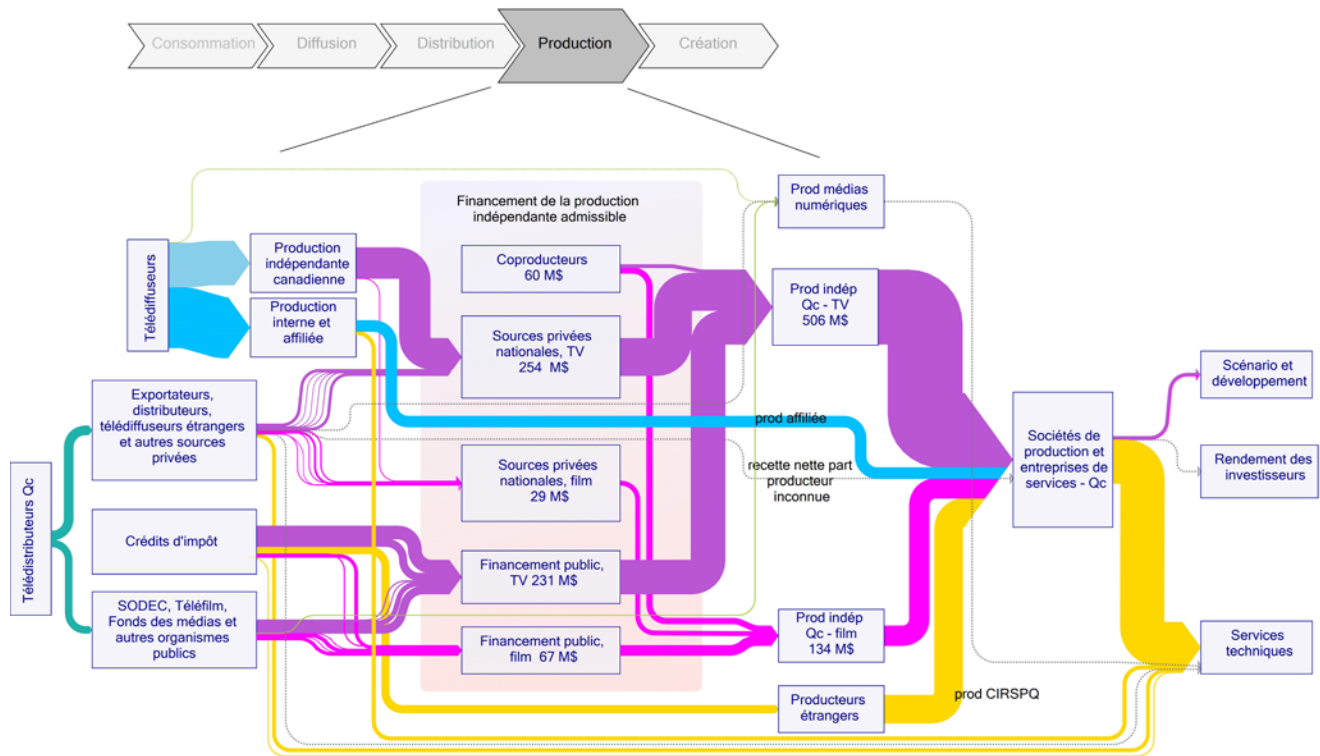 Consommation
Diffusion
Distribution
Production
Création
Financement de la production
indépendante admissible
Prod médias
numériques
Télédiffuseurs
Production
indépendante
canadienne
Coproducteurs
60 M$
Prod indép
Qc - TV
506 M$
Production
interne et
affiliée
Sources privées
nationales, TV
254 M$
Scénario et
développement
Exportateurs,
distributeurs,
télédiffuseurs étrangers
et autres sources
privées
prod affiliée
Sociétés de
production et
entreprises de
services - Qc
Sources privées
nationales, film
29 M$
recette nette part
producteur
inconnue
Rendement des
investisseurs
Télédistributeurs Qc
Crédits d'impôt
Financement public,
TV 231 M$
SODEC, Téléfilm,
Fonds des médias et
autres organismes
publics
Financement public,
film 67 M$
Prod indép
Qc - film
134 M$
Services
techniques
Producteurs
étrangers
prod CIRSPQ